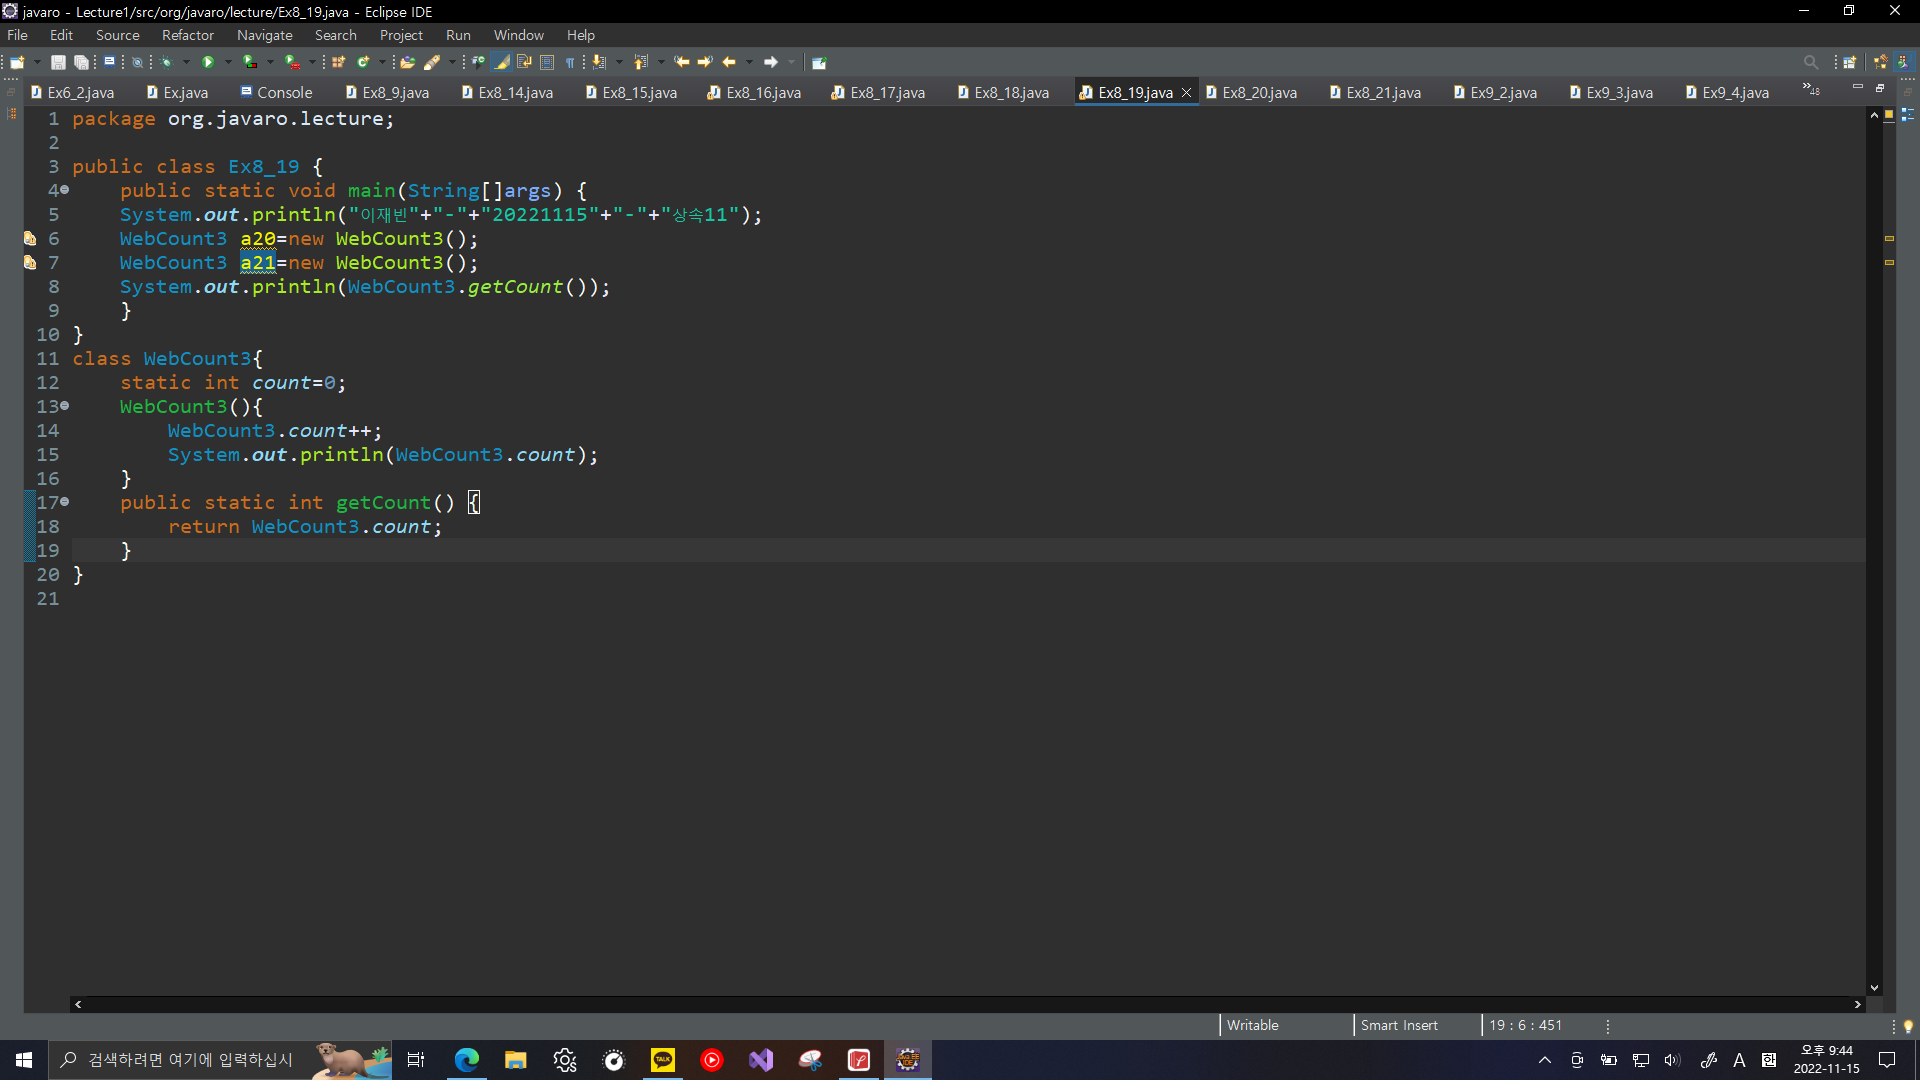 javaro - Lecture1/src/org/javaro/lecture/Ex8_19.java - Eclipse IDE
File Edit Source Refactor Navigate Search Project Run Window Help
Ex6_2.java Ex.java Console Ex8_9.java Ex8_14.java Ex8_15.java Ex8_16.java Ex8_17.java Ex8_18.java Ex8_19.java Ex8_20.java Ex8_21.java Ex9_2.java Ex9_3.java Ex9_4.java »48
1 package org.javaro.lecture;
2
3 public class Ex8_19 {
4     public static void main(String[]args) {
5     System.out.println("이재빈"+"-"+"20221115"+"-"+"상속11");
6     WebCount3 a20=new WebCount3();
7     WebCount3 a21=new WebCount3();
8     System.out.println(WebCount3.getCount());
9     }
10 }
11 class WebCount3{
12     static int count=0;
13     WebCount3(){
14         WebCount3.count++;
15         System.out.println(WebCount3.count);
16     }
17     public static int getCount() {
18         return WebCount3.count;
19     }
20 }
21
Writable Smart Insert 19 : 6 : 451
검색하려면 여기에 입력하십시
TALK
A
오후 9:44
2022-11-15